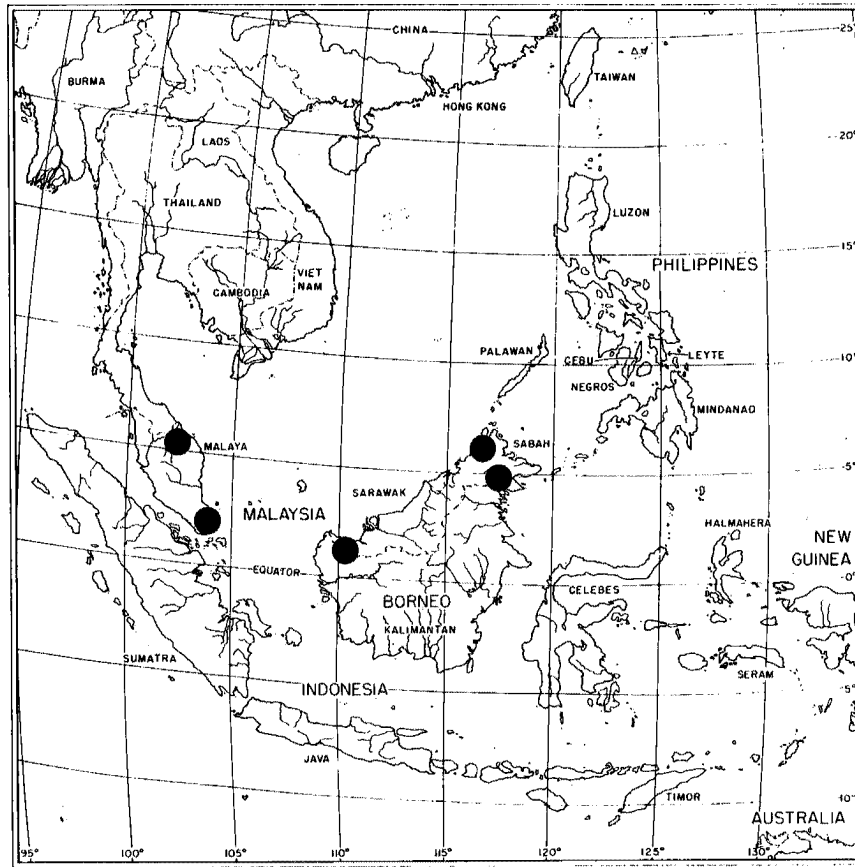 CHINA
25°
BURMA
TAIWAN
HONG KONG
LAOS
20°
THAILAND
LUZON
VIET
NAM
15°
PHILIPPINES
CAMBODIA
PALAWAN
CEBU
LEYTE
10°
NEGROS
MINDANAO
MALAYA
SABAH
5°
SARAWAK
MALAYSIA
HALMAHERA
NEW
GUINEA
EQUATOR
0°
BORNEO
CELEBES
KALIMANTAN
SUMATRA
SERAM
INDONESIA
5°
JAVA
TIMOR
10°
AUSTRALIA
95° 100° 105° 110° 115° 120° 125° 130°